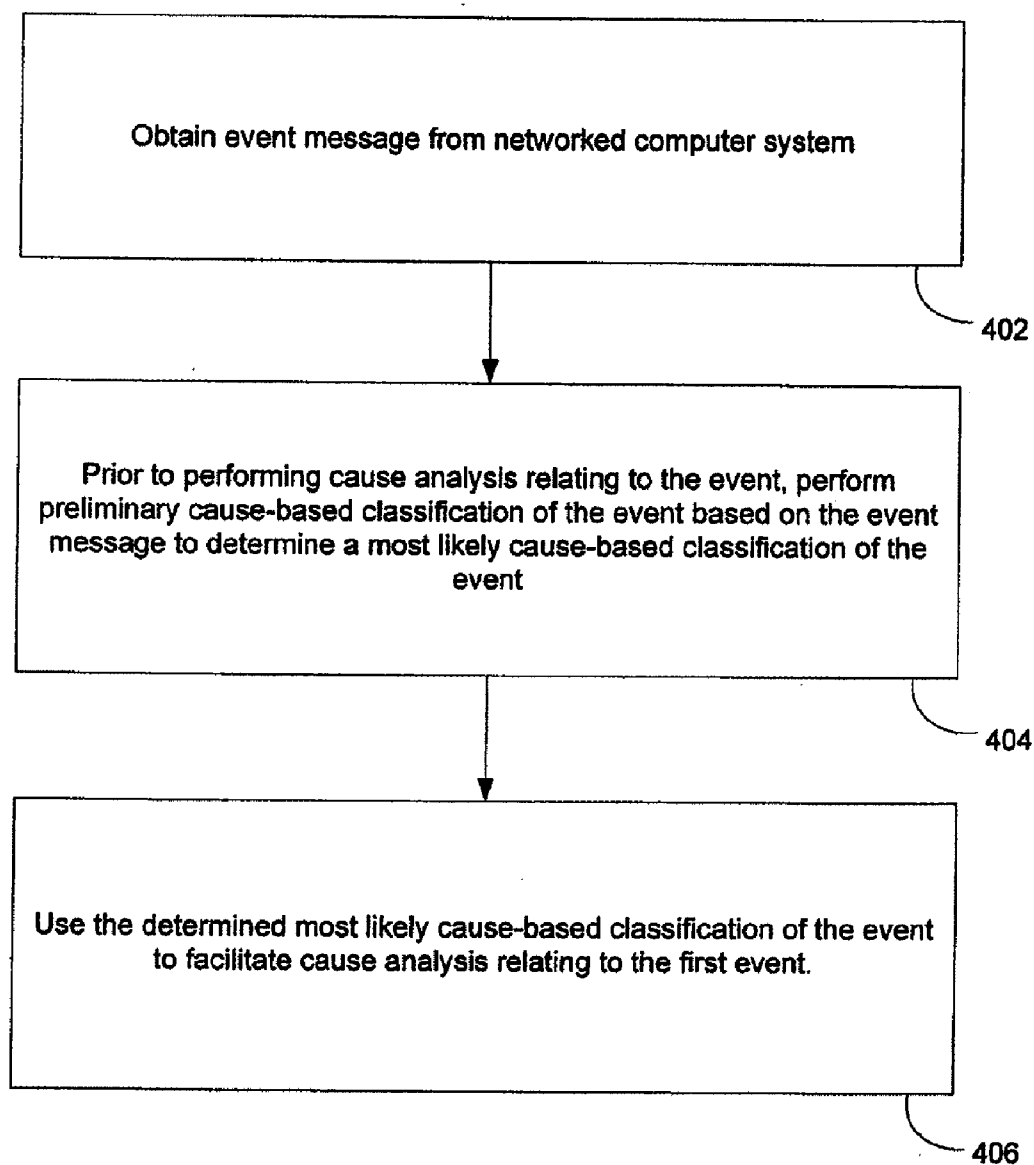 Obtain event message from networked computer system
402
Prior to performing cause analysis relating to the event, perform
preliminary cause-based classification of the event based on the event
message to determine a most likely cause-based classification of the
event
404
Use the determined most likely cause-based classification of the event
to facilitate cause analysis relating to the first event.
406